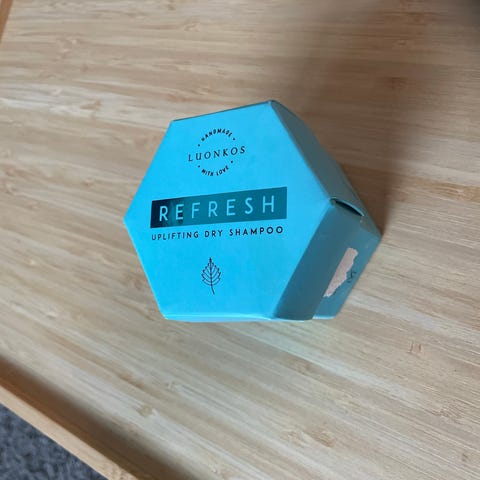 • HANDMADE •
LUONKOS
• WITH LOVE •
REFRESH
UPLIFTING DRY SHAMPOO